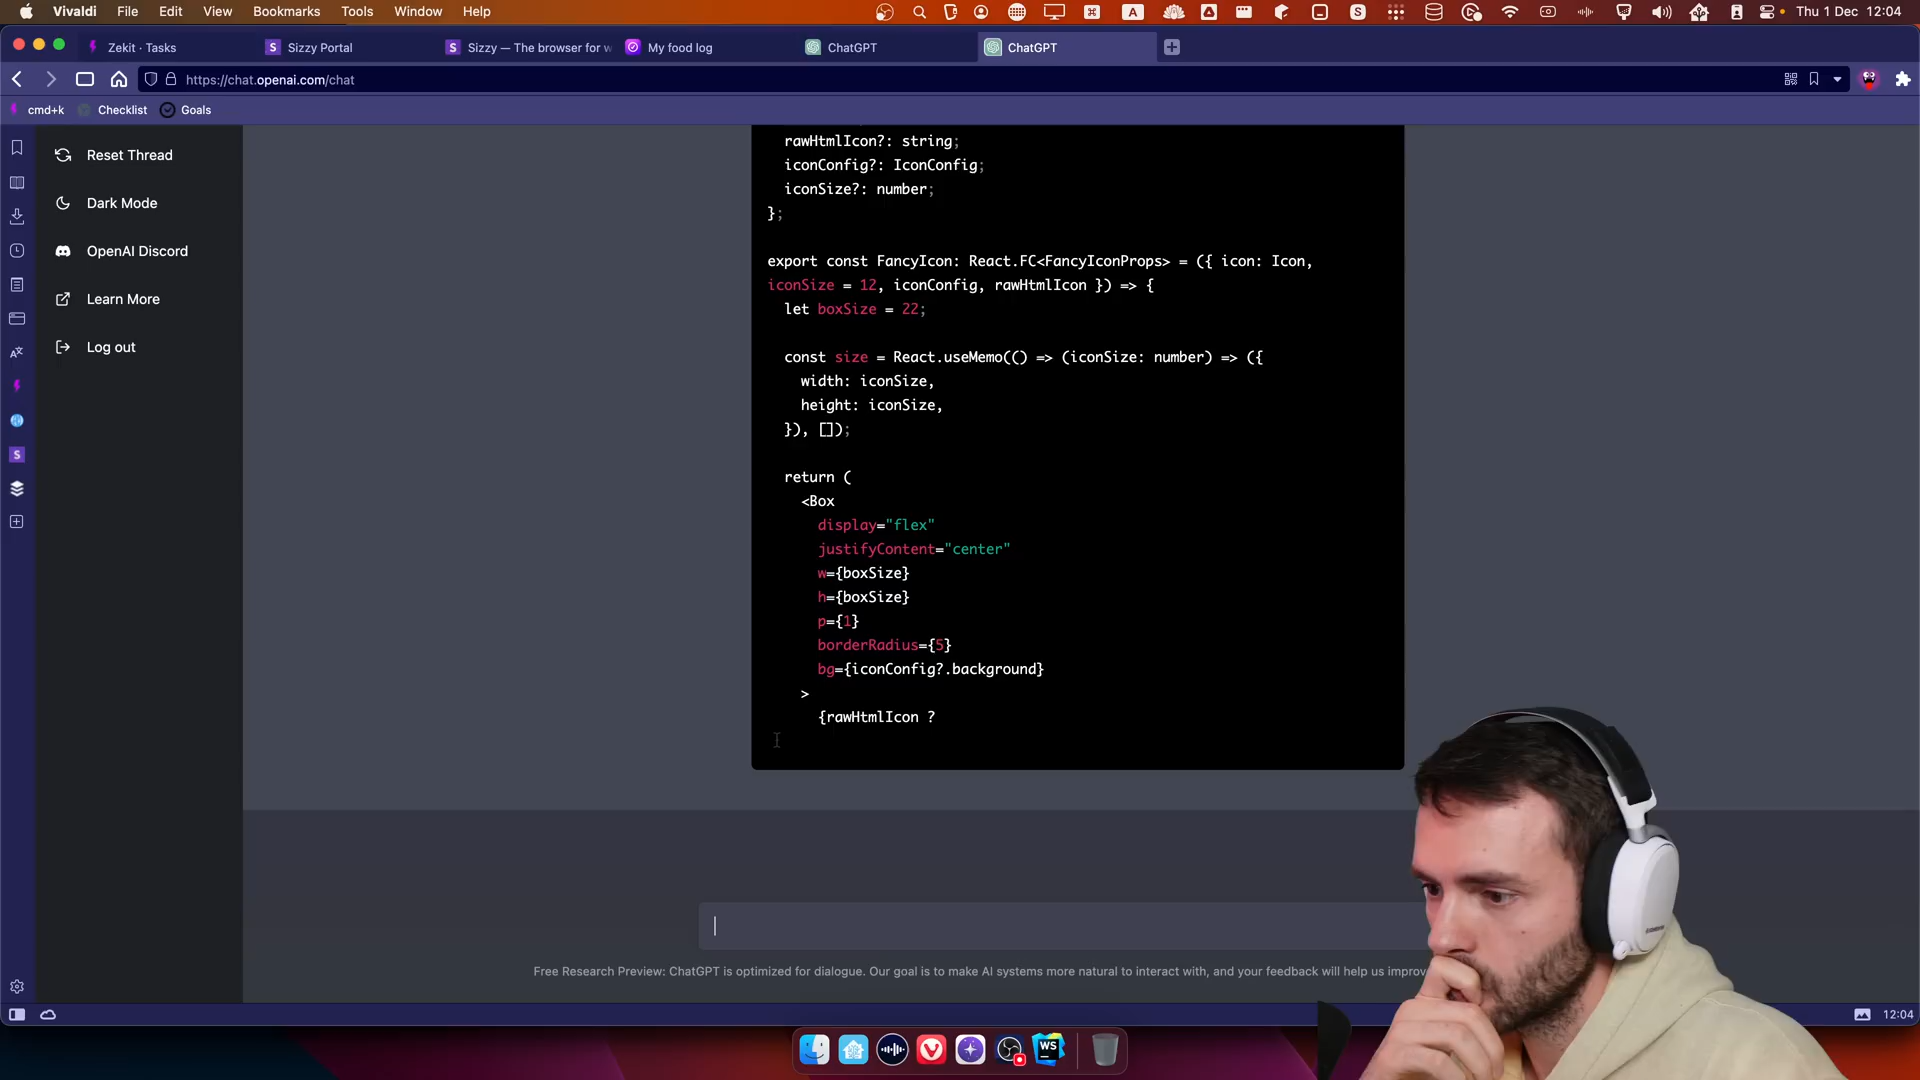 Vivaldi File Edit View Bookmarks Tools Window Help
Thu 1 Dec 12:04
Zekit · Tasks
Sizzy Portal
Sizzy — The browser for w
My food log
ChatGPT
ChatGPT
https://chat.openai.com/chat
cmd+k
Checklist
Goals
Reset Thread
Dark Mode
OpenAI Discord
Learn More
Log out
rawHtmlIcon?: string;
iconConfig?: IconConfig;
iconSize?: number;
};
export const FancyIcon: React.FC<FancyIconProps> = ({ icon: Icon,
iconSize = 12, iconConfig, rawHtmlIcon }) => {
let boxSize = 22;
const size = React.useMemo(() => (iconSize: number) => ({
width: iconSize,
height: iconSize,
}), []);
return (
<Box
display="flex"
justifyContent="center"
w={boxSize}
h={boxSize}
p={1}
borderRadius={5}
bg={iconConfig?.background}
>
{rawHtmlIcon ?
Free Research Preview: ChatGPT is optimized for dialogue. Our goal is to make AI systems more natural to interact with, and your feedback will help us improv
12:04
WS